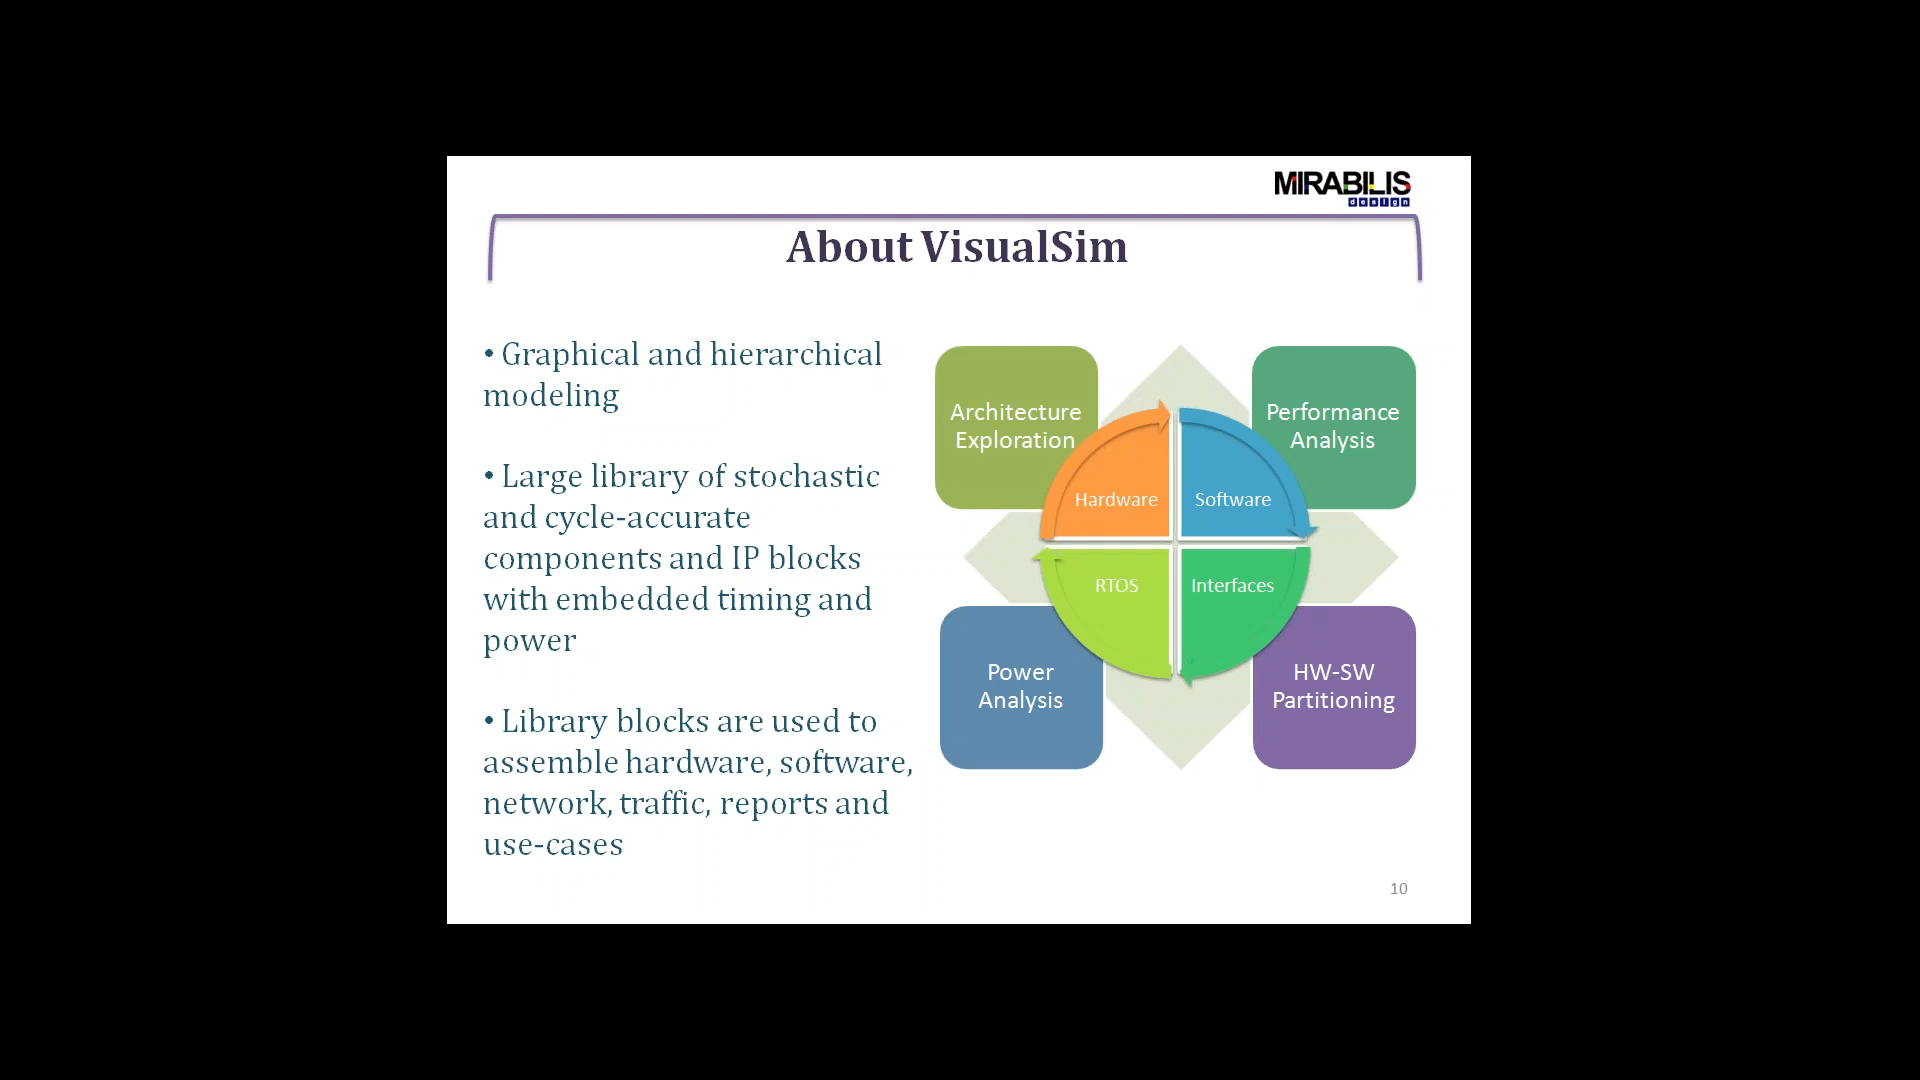 MIRABILIS
design
About VisualSim
• Graphical and hierarchical
modeling
• Large library of stochastic
and cycle-accurate
components and IP blocks
with embedded timing and
power
• Library blocks are used to
assemble hardware, software,
network, traffic, reports and
use-cases
Architecture
Exploration
Performance
Analysis
Hardware
Software
RTOS
Interfaces
Power
Analysis
HW-SW
Partitioning
10